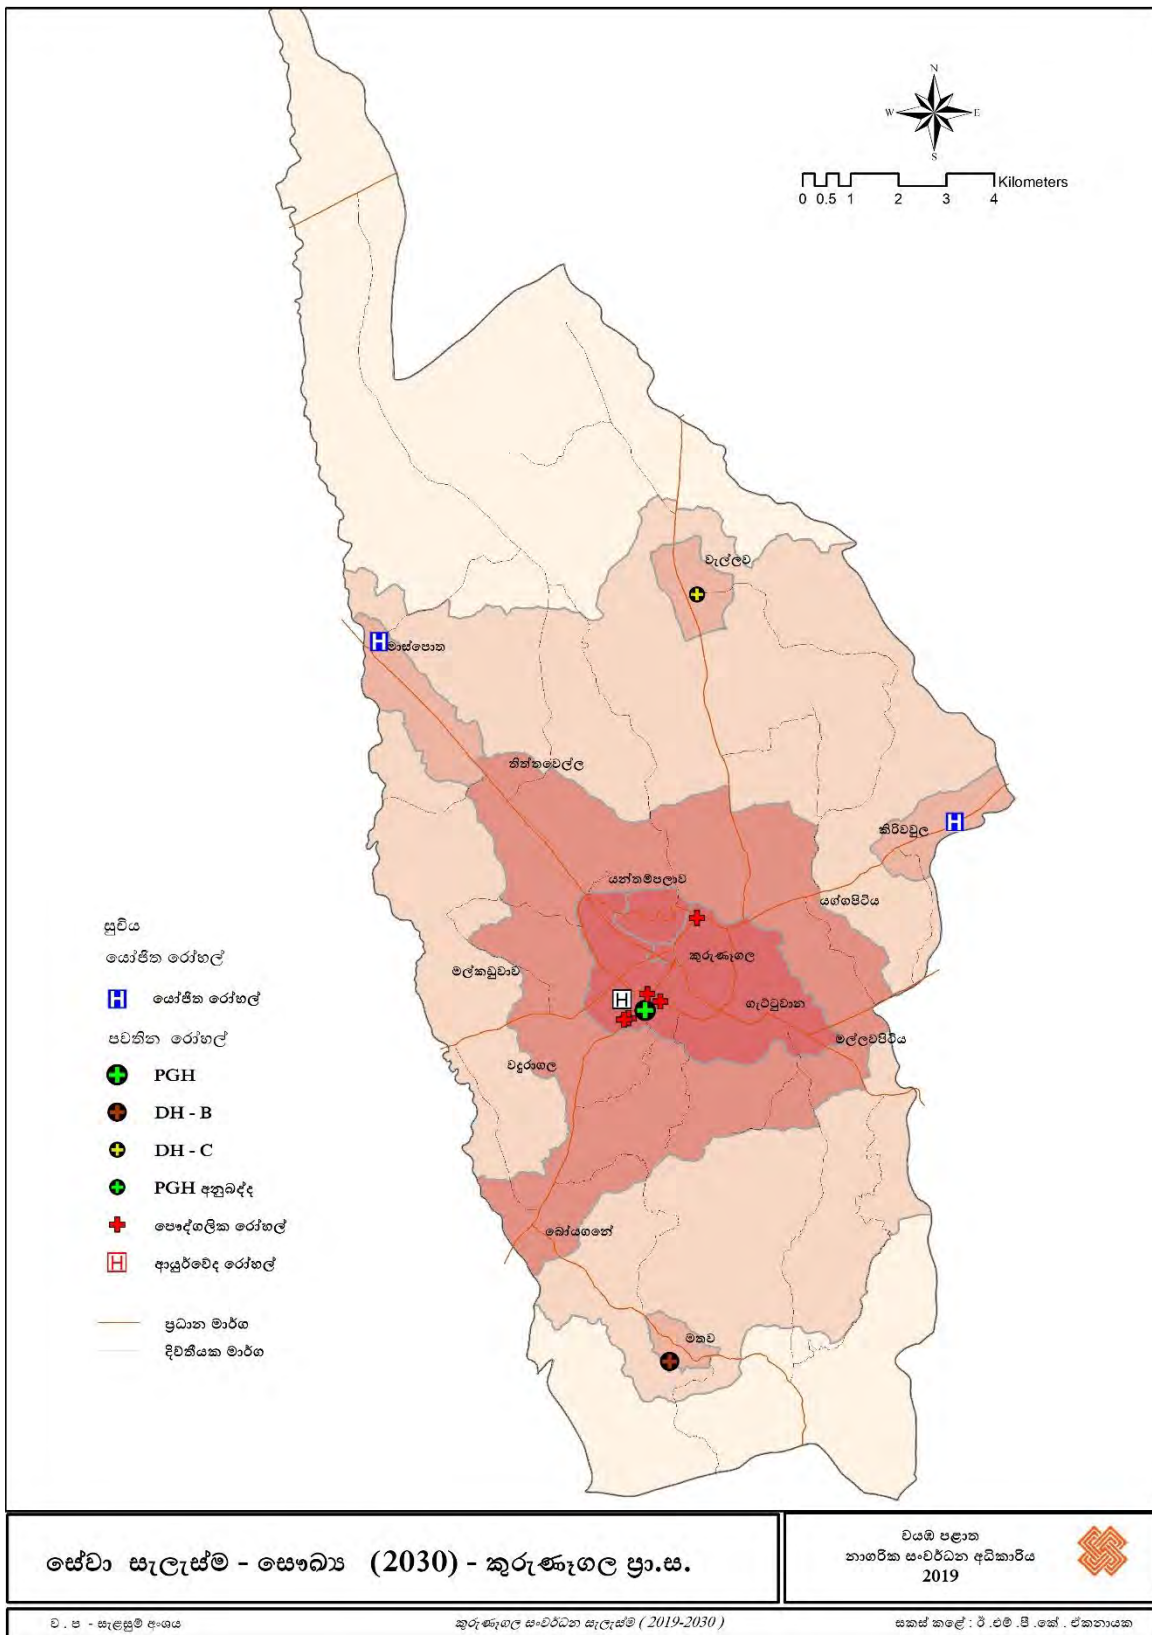 N
W E
S
Kilometers
0 0.5 1 2 3 4
වැල්ලව
H
මාස්පොත
තිත්තවෙල්ල
H
කිරිවවුල
යන්තම්පලාව
යග්ගපිටිය
කුරුණෑගල
මල්කඩුවාව
H
ගැට්ටුවාන
මල්ලවපිටිය
වදුරාගල
බෝයගනේ
මතව
සූචිය
යෝජිත රෝහල්
H යෝජිත රෝහල්
පවතින රෝහල්
PGH
DH - B
DH - C
PGH අනුබද්ද
පෞද්ගලික රෝහල්
H ආයුර්වේද රෝහල්
ප්‍රධාන මාර්ග
ද්විතීයක මාර්ග
සේවා සැලැස්ම - සෞඛ්‍ය (2030) - කුරුණෑගල ප්‍රා.ස.
වයඹ පළාත
නාගරික සංවර්ධන අධිකාරිය
2019
ව . ප - සැළසුම් අංශය
කුරුණෑගල සංවර්ධන සැලැස්ම ( 2019-2030 )
සකස් කළේ : ඊ .එම් .පී .කේ . ඒකනායක